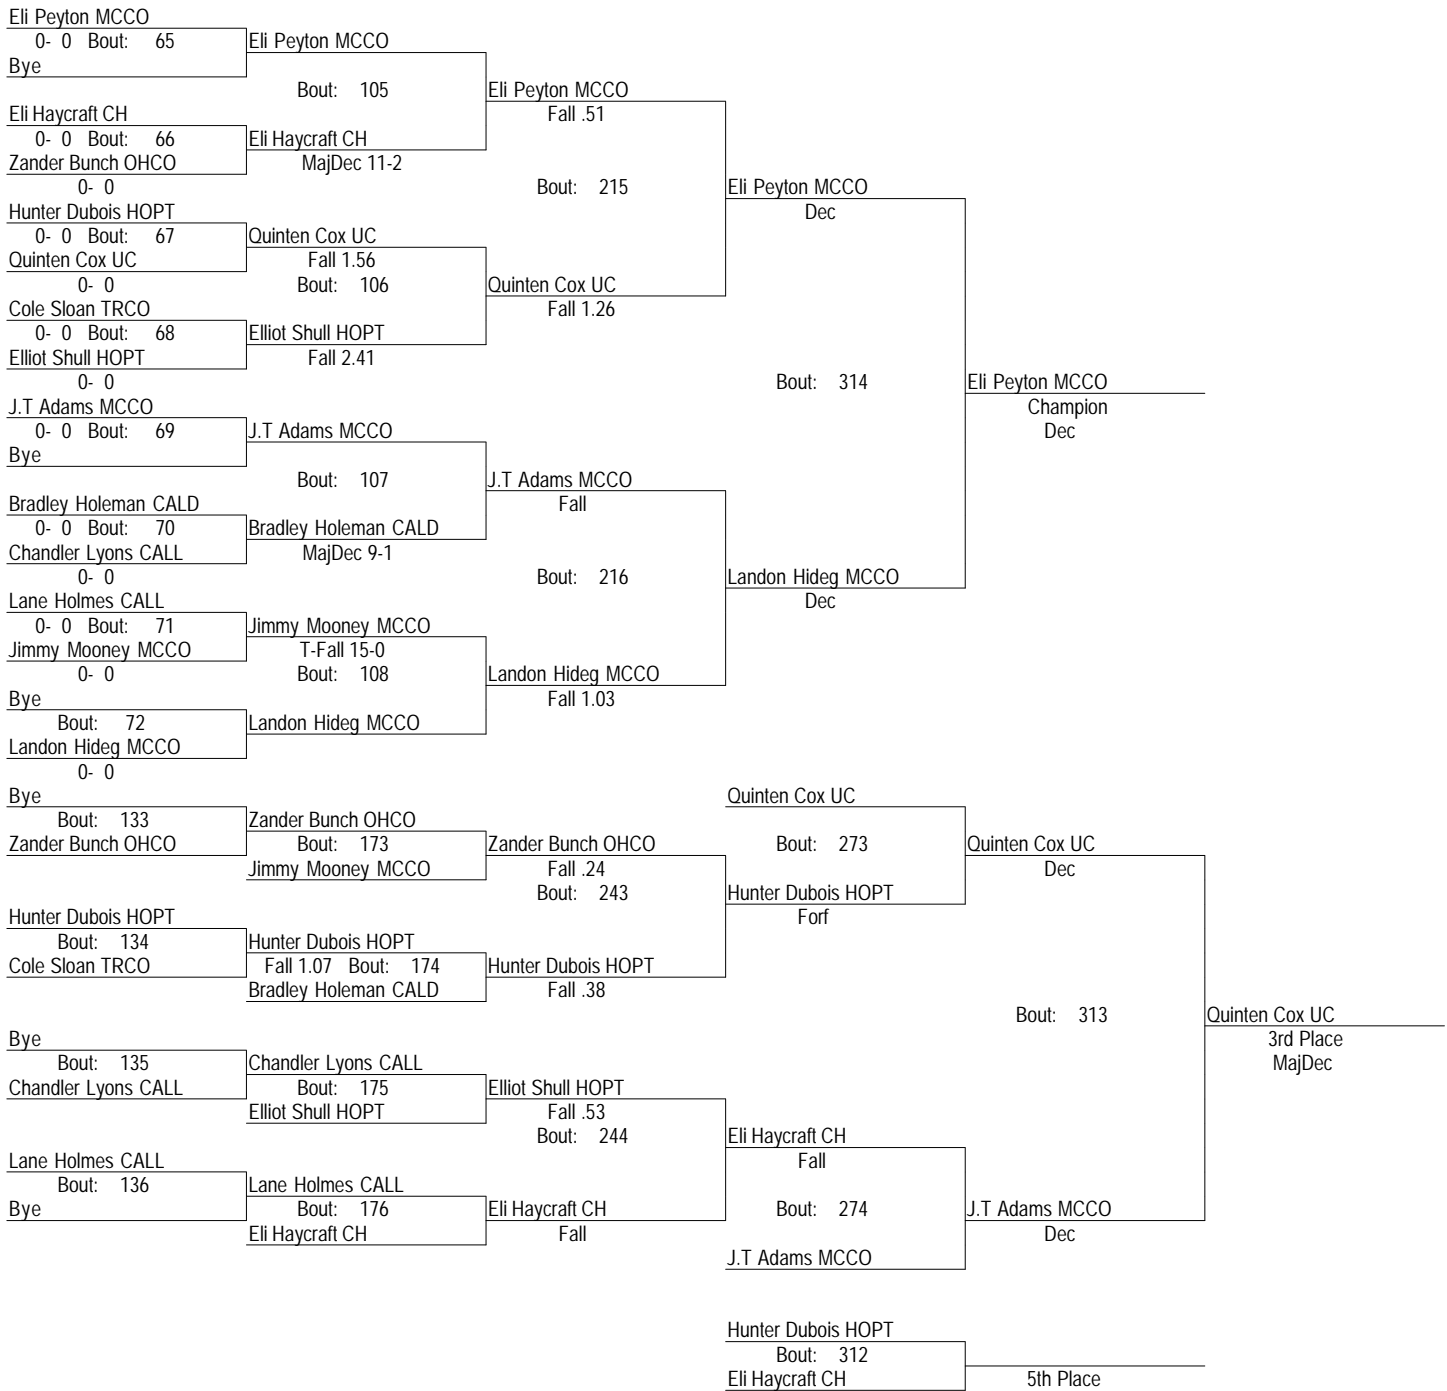 Eli Peyton MCCO
0- 0 Bout: 65 Eli Peyton MCCO
Bye
Bout: 105 Eli Peyton MCCO
Eli Haycraft CH Fall .51
0- 0 Bout: 66 Eli Haycraft CH
Zander Bunch OHCO MajDec 11-2
0- 0 Bout: 215 Eli Peyton MCCO
Hunter Dubois HOPT Dec
0- 0 Bout: 67 Quinten Cox UC
Quinten Cox UC Fall 1.56
0- 0 Bout: 106 Quinten Cox UC
Cole Sloan TRCO Fall 1.26
0- 0 Bout: 68 Elliot Shull HOPT
Elliot Shull HOPT Fall 2.41
0- 0 Bout: 314 Eli Peyton MCCO
J.T Adams MCCO Champion
0- 0 Bout: 69 J.T Adams MCCO Dec
Bye
Bout: 107 J.T Adams MCCO
Bradley Holeman CALD Fall
0- 0 Bout: 70 Bradley Holeman CALD
Chandler Lyons CALL MajDec 9-1
0- 0 Bout: 216 Landon Hideg MCCO
Lane Holmes CALL Dec
0- 0 Bout: 71 Jimmy Mooney MCCO
Jimmy Mooney MCCO T-Fall 15-0
0- 0 Bout: 108 Landon Hideg MCCO
Bye Fall 1.03
Bout: 72 Landon Hideg MCCO
Landon Hideg MCCO
0- 0
Bye Quinten Cox UC
Bout: 133 Zander Bunch OHCO
Zander Bunch OHCO Bout: 173 Zander Bunch OHCO Bout: 273 Quinten Cox UC
Jimmy Mooney MCCO Fall .24 Dec
Bout: 243 Hunter Dubois HOPT
Hunter Dubois HOPT Forf
Bout: 134 Hunter Dubois HOPT
Cole Sloan TRCO Fall 1.07 Bout: 174 Hunter Dubois HOPT
Bradley Holeman CALD Fall .38
Bout: 313 Quinten Cox UC
Bye 3rd Place
Bout: 135 Chandler Lyons CALL MajDec
Chandler Lyons CALL Bout: 175 Elliot Shull HOPT
Elliot Shull HOPT Fall .53
Bout: 244 Eli Haycraft CH
Lane Holmes CALL Fall
Bout: 136 Lane Holmes CALL
Bye Bout: 176 Eli Haycraft CH Bout: 274 J.T Adams MCCO
Eli Haycraft CH Fall Dec
J.T Adams MCCO
Hunter Dubois HOPT
Bout: 312
Eli Haycraft CH 5th Place